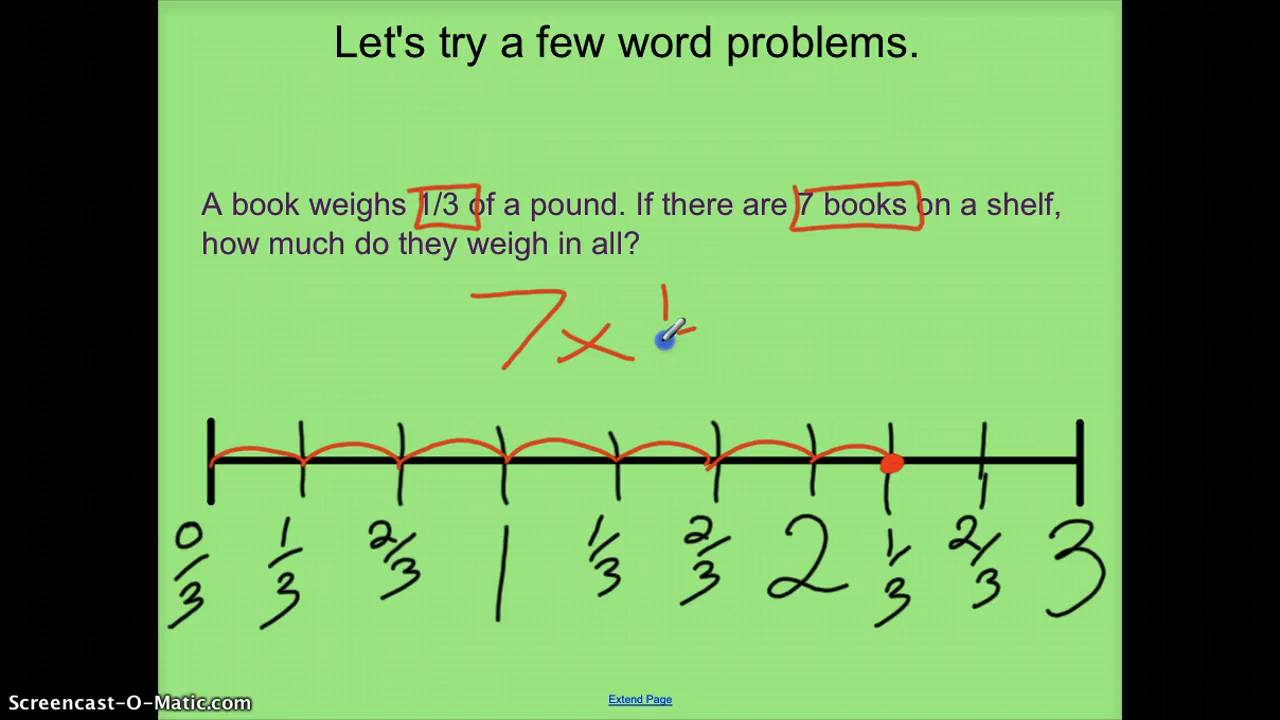 Let's try a few word problems.
A book weighs 1/3 of a pound. If there are 7 books on a shelf,
how much do they weigh in all?
7 x 1/
0/3 1/3 2/3 1 1/3 2/3 2 1/3 2/3 3
Extend Page
Screencast-O-Matic.com